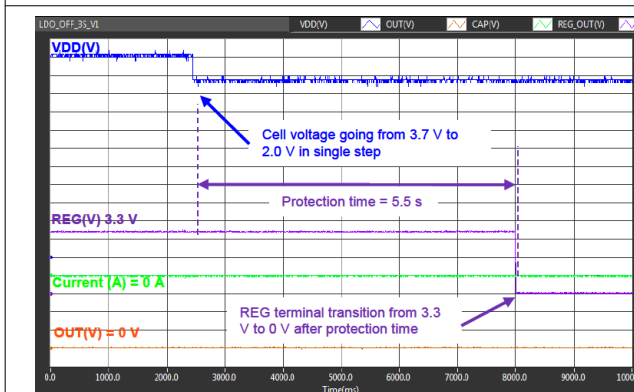 LDO_OFF_3S_V1 VDD(V) OUT(V) CAP(V) REG_OUT(V)
VDD(V)
Cell voltage going from 3.7 V to
2.0 V in single step
Protection time = 5.5 s
REG(V) 3.3 V
Current (A) = 0 A
REG terminal transition from 3.3
V to 0 V after protection time
OUT(V) = 0 V
0.0 1000.0 2000.0 3000.0 4000.0 5000.0 6000.0 7000.0 8000.0 9000.0
Time(ms)